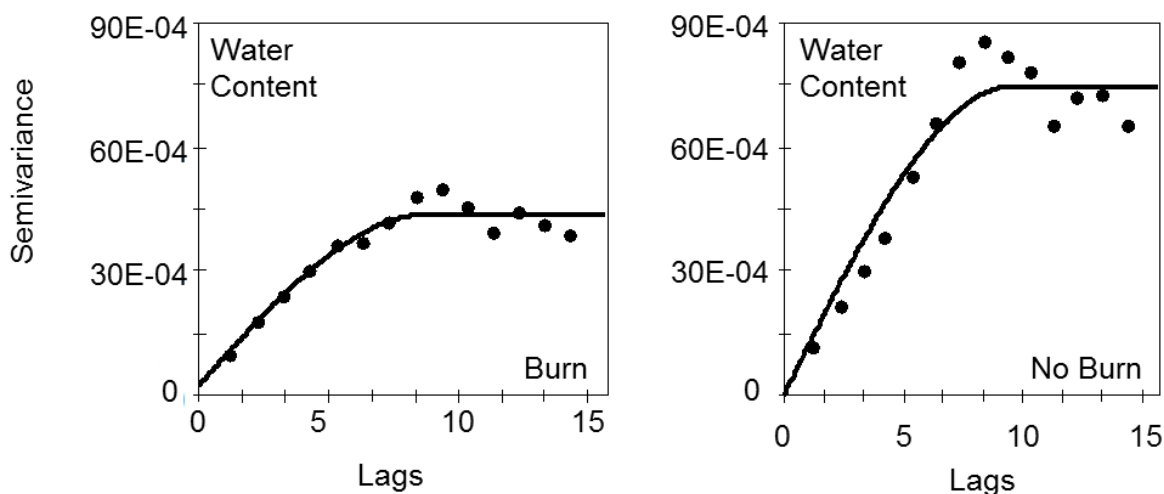 Semivariance
90E-04
60E-04
30E-04
0
Water
Content
Burn
0
5
10
15
Lags
90E-04
60E-04
30E-04
0
Water
Content
No Burn
0
5
10
15
Lags